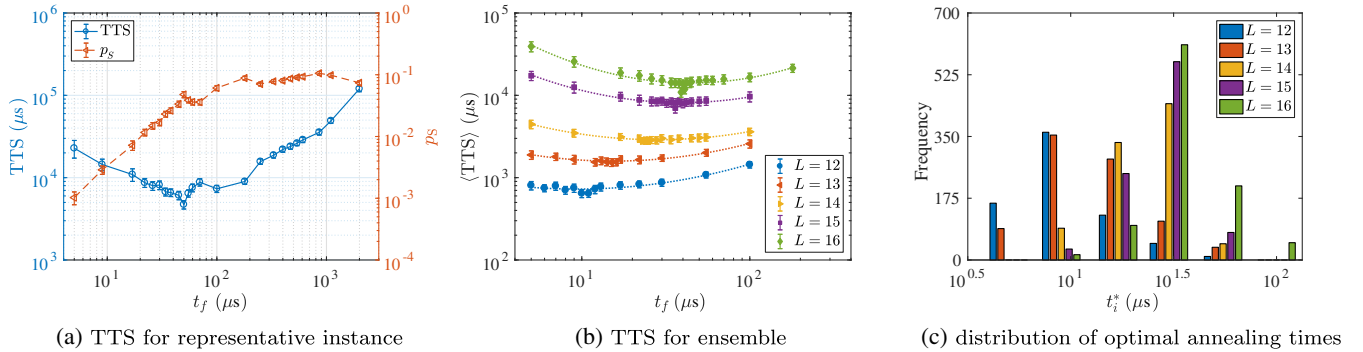 10^6
10^5
10^4
10^3
TTS (μs)
10^1
10^2
10^3
t_f (μs)
10^0
10^-1
10^-2
10^-3
10^-4
p_S
TTS
p_S
(a) TTS for representative instance
10^6
10^5
10^4
10^3
10^2
⟨TTS⟩ (μs)
10^1
10^2
t_f (μs)
L = 12
L = 13
L = 14
L = 15
L = 16
(b) TTS for ensemble
700
525
350
175
0
Frequency
10^0.5
10^1
10^1.5
10^2
t_i^* (μs)
L = 12
L = 13
L = 14
L = 15
L = 16
(c) distribution of optimal annealing times